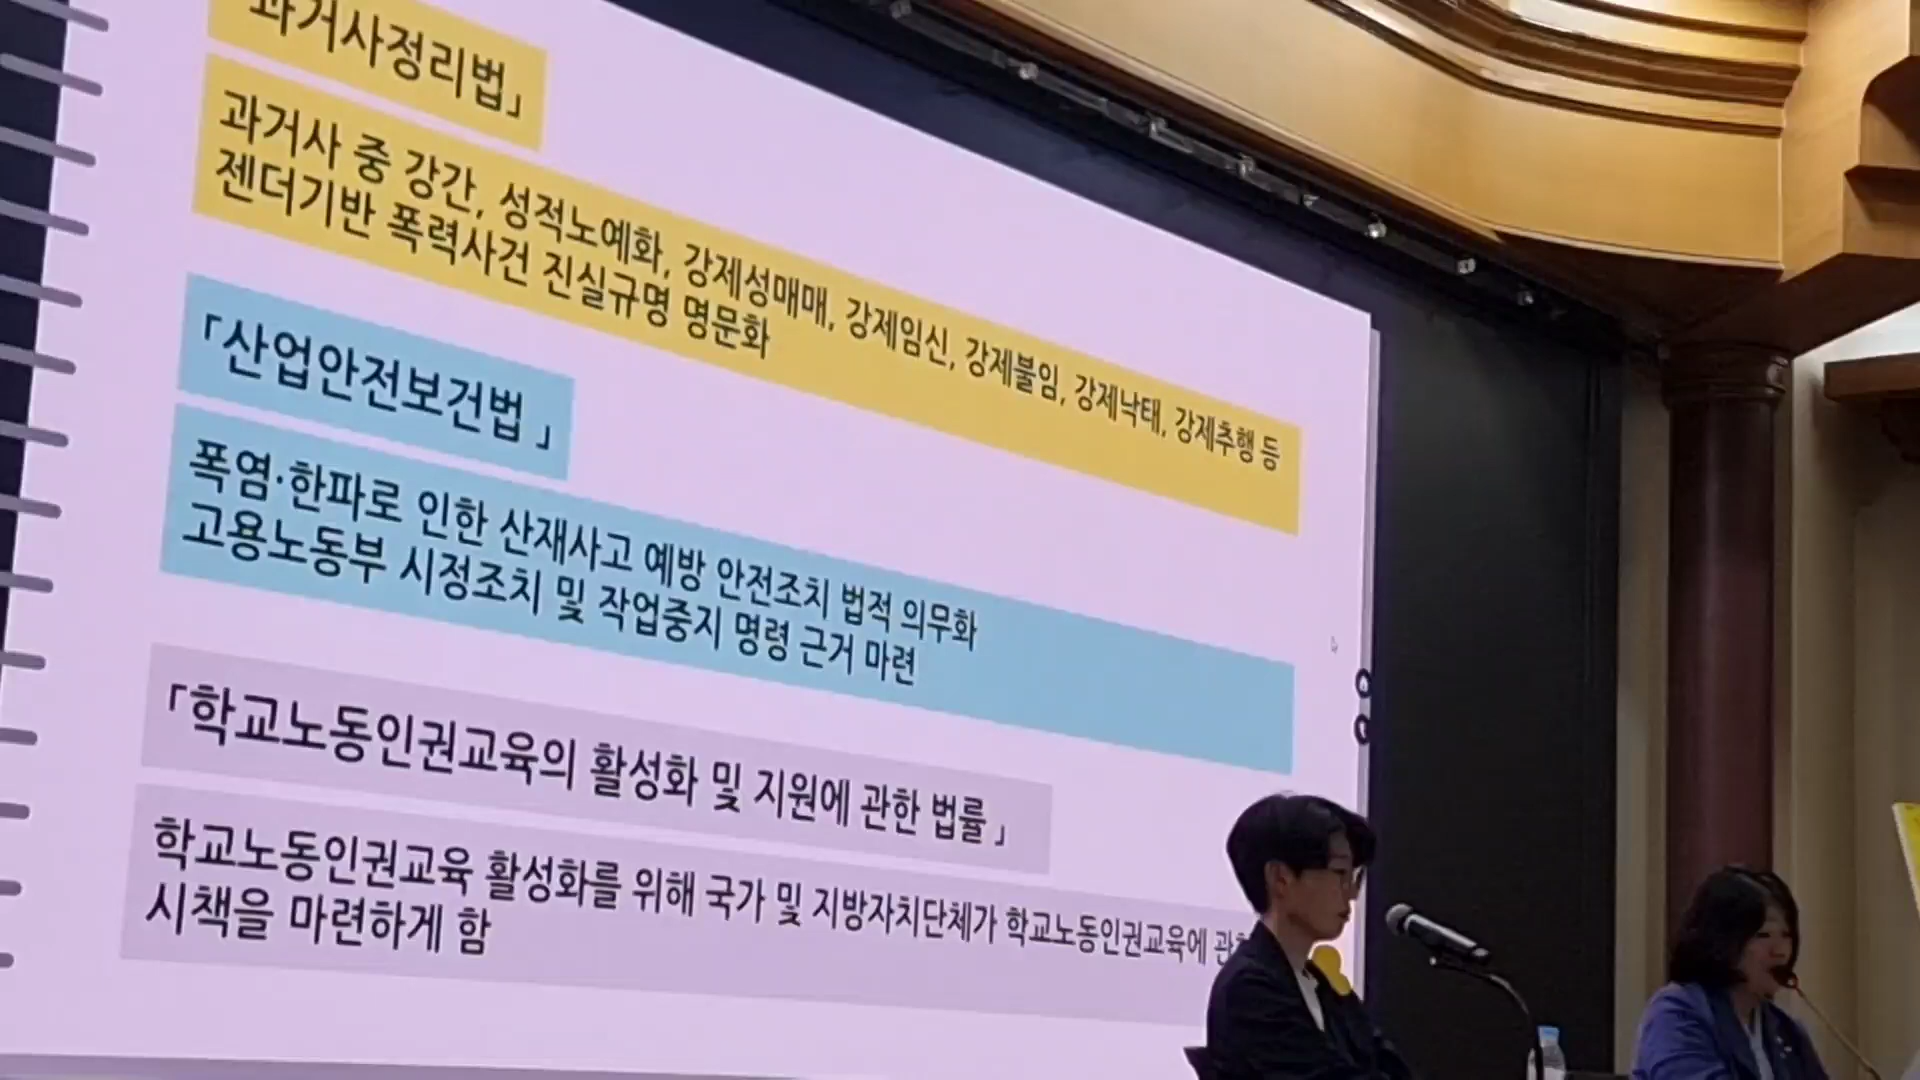 과거사정리법」
과거사 중 강간, 성적노예화, 강제성매매, 강제임신, 강제불임, 강제낙태, 강제추행 등
젠더기반 폭력사건 진실규명 명문화
「산업안전보건법 」
폭염·한파로 인한 산재사고 예방 안전조치 법적 의무화
고용노동부 시정조치 및 작업중지 명령 근거 마련
「학교노동인권교육의 활성화 및 지원에 관한 법률」
학교노동인권교육 활성화를 위해 국가 및 지방자치단체가 학교노동인권교육에
시책을 마련하게 함